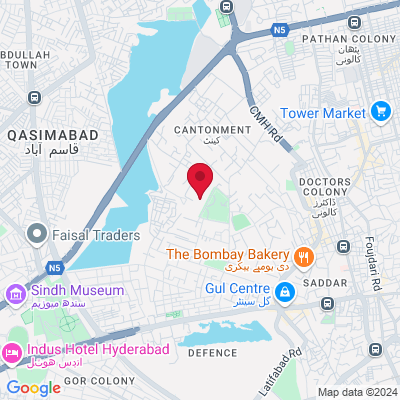 N5
PATHAN COLONY
پٹھان
کالونی
ABDULLAH
TOWN
Tower Market
CMH Rd
CANTONMENT
کینٹ
QASIMABAD
قاسم آباد
DOCTORS
COLONY
ڈاکٹرز
کالونی
Foujdari Rd
Faisal Traders
The Bombay Bakery
دی بومبے بیکری
N5
Sindh Museum
سندھ میوزیم
Gul Centre
گل سینٹر
SADDAR
Indus Hotel Hyderabad
انڈس هوٹل
DEFENCE
Latifabad Rd
GOR COLONY
Google
Map data ©2024